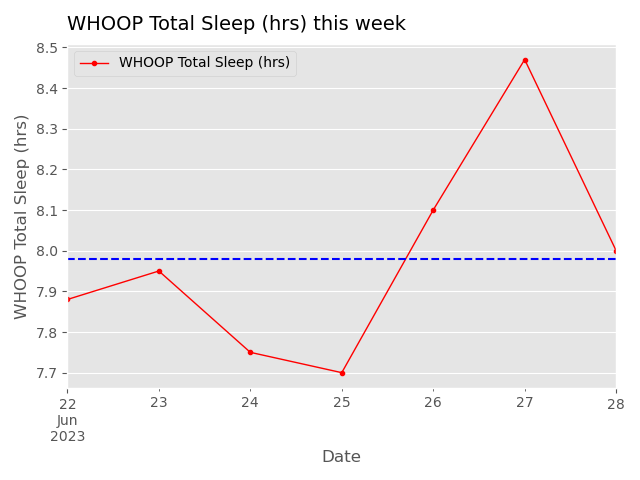 WHOOP Total Sleep (hrs) this week
WHOOP Total Sleep (hrs)
WHOOP Total Sleep (hrs)
8.5
8.4
8.3
8.2
8.1
8.0
7.9
7.8
7.7
22 23 24 25 26 27 28
Jun
2023
Date